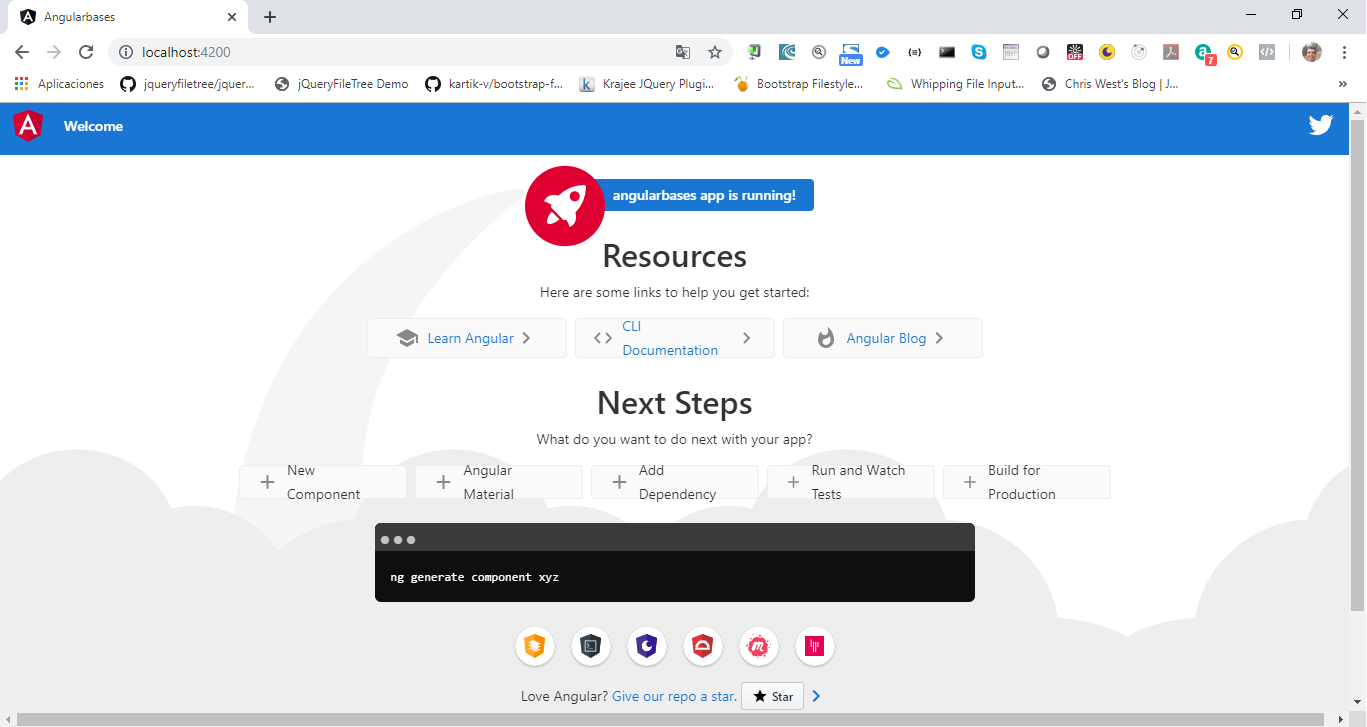 Angularbases
localhost:4200
New
OFF
7
Aplicaciones
jqueryfiletree/jquer...
jQueryFileTree Demo
kartik-v/bootstrap-f...
k
Krajee JQuery Plugi...
Bootstrap Filestyle...
Whipping File Input...
Chris West's Blog | J...
»
A
Welcome
angularbases app is running!
Resources
Here are some links to help you get started:
Learn Angular
CLI
Documentation
Angular Blog
Next Steps
What do you want to do next with your app?
New
Component
Angular
Material
Add
Dependency
Run and Watch
Tests
Build for
Production
ng generate component xyz
m
Love Angular? Give our repo a star.
Star